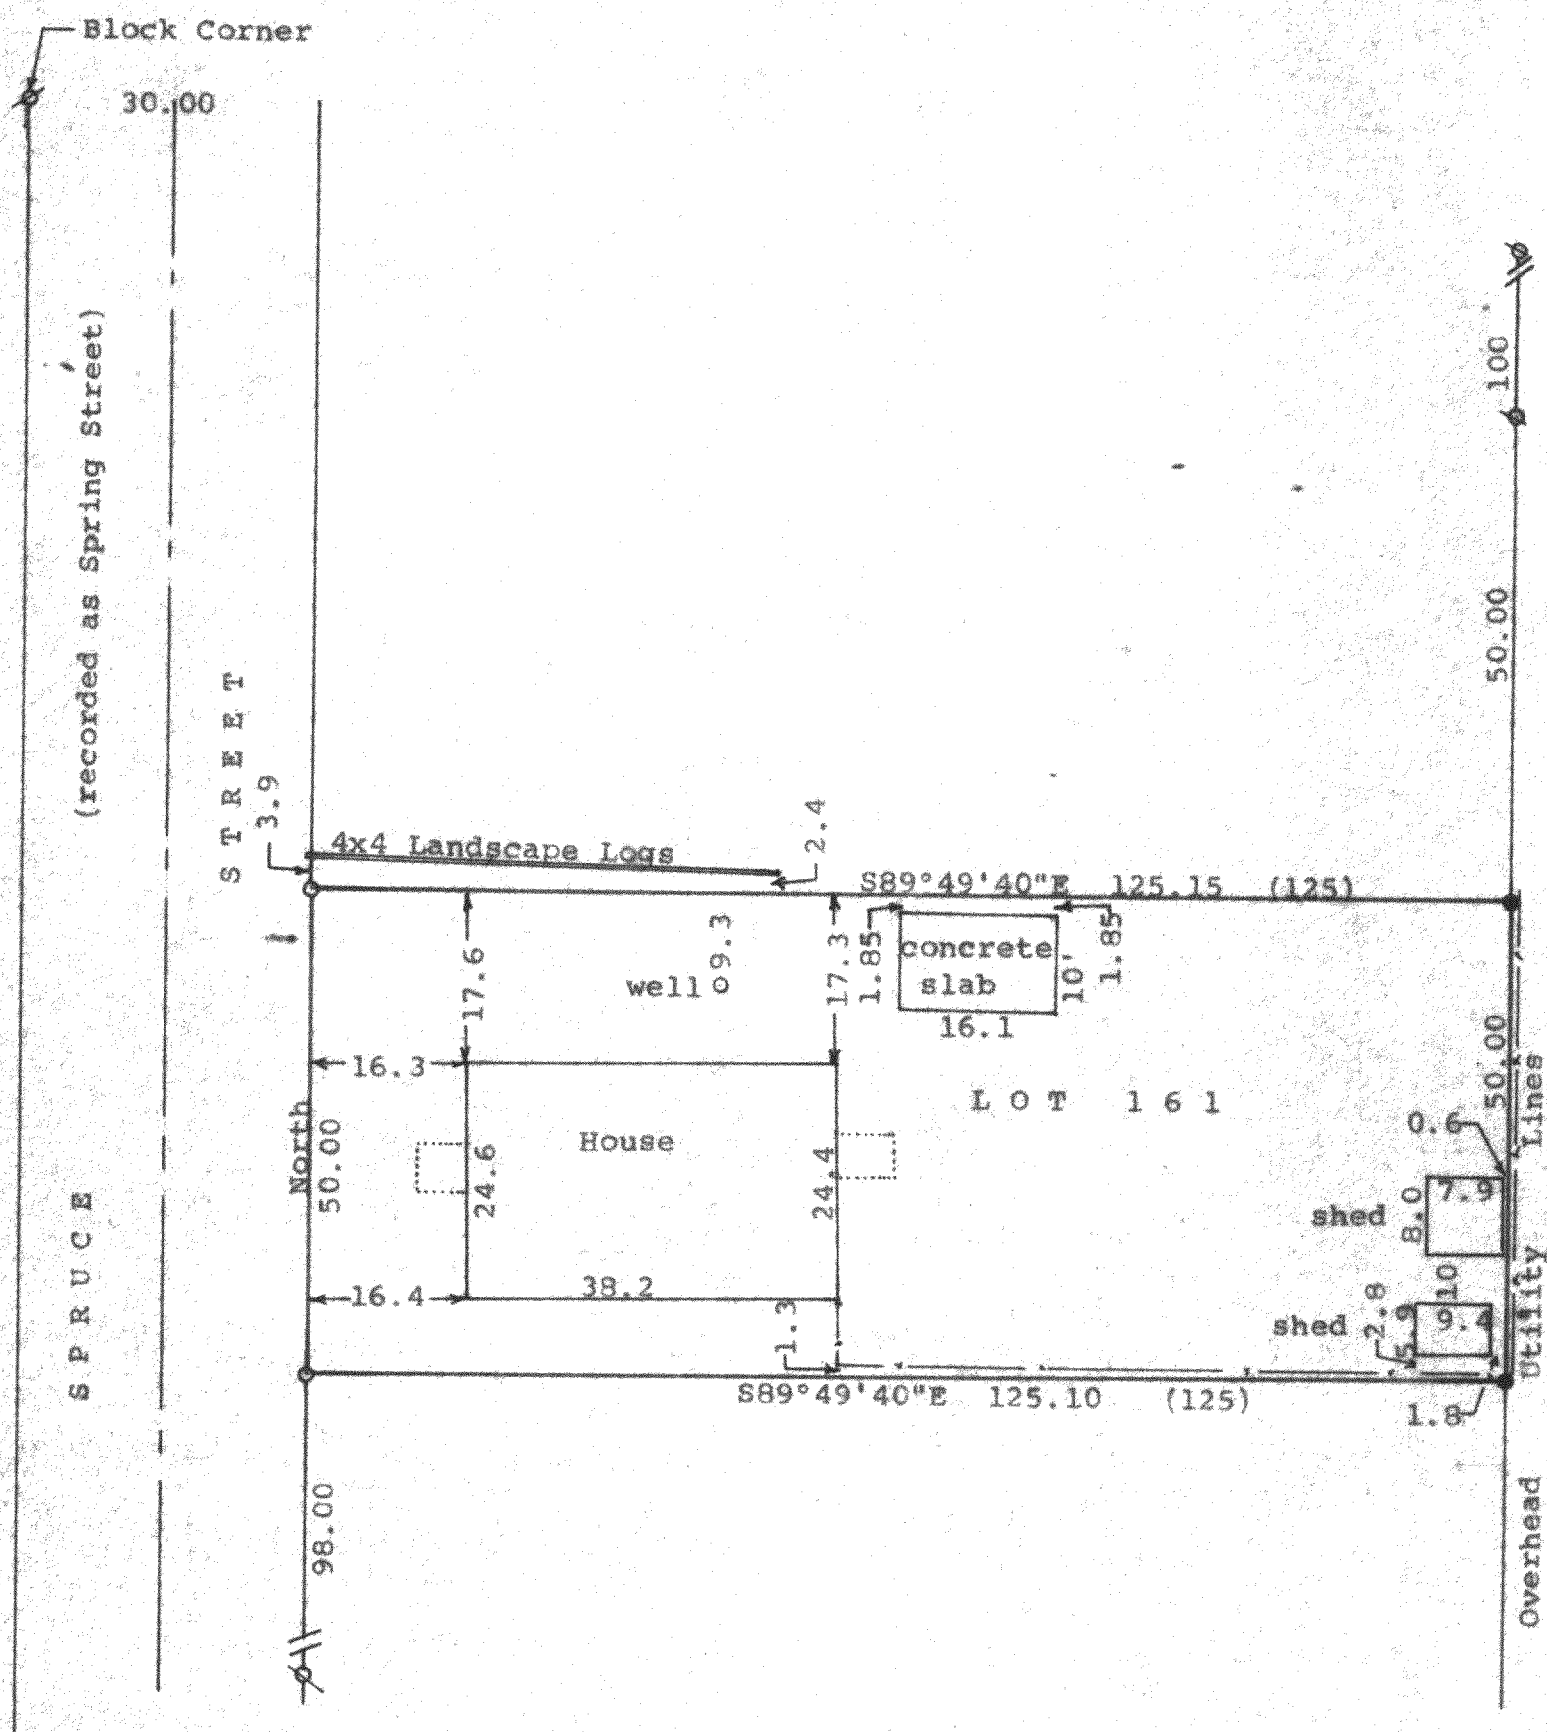 Block Corner
30.00
(recorded as Spring Street)
100
50.00
STREET
3.9
4x4 Landscape Logs
2.4
S89°49'40"E 125.15 (125)
17.6
well
9.3
17.3
1.85
concrete
slab
10'
1.85
16.1
16.3
LOT 161
50.00
North
50.00
House
24.6
24.4
0.6
shed
8.0
7.9
SPRUCE
16.4
38.2
1.3
10
shed
2.8
5.9
9.4
S89°49'40"E 125.10 (125)
1.8
98.00
Overhead Utility Lines